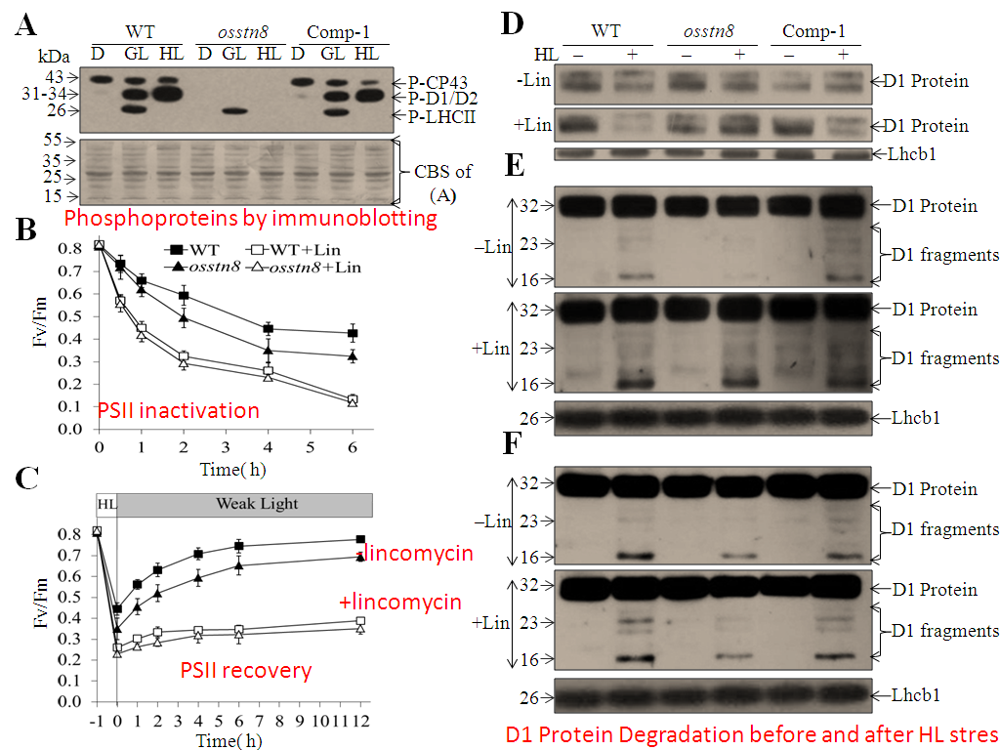 A
WT osstn8 Comp-1
kDa D GL HL D GL HL D GL HL
43 P-CP43
31-34 P-D1/D2
26 P-LHCII
55
35
25
15
CBS of
(A)
Phosphoproteins by immunoblotting
B
WT WT+Lin
osstn8 osstn8+Lin
0.8
0.7
0.6
0.5
0.4
0.3
0.2
0.1
0.0
Fv/Fm
PSII inactivation
0 1 2 3 4 5 6
Time( h)
C
HL Weak Light
0.8
0.7
0.6
0.5
0.4
0.3
0.2
0.1
0.0
Fv/Fm
-lincomycin
+lincomycin
PSII recovery
-1 0 1 2 3 4 5 6 7 8 9 10 11 12
Time( h)
D
WT osstn8 Comp-1
HL – + – + – +
-Lin D1 Protein
+Lin D1 Protein
Lhcb1
E
32 D1 Protein
–Lin
23 D1 fragments
16
32 D1 Protein
+Lin
23 D1 fragments
16
26 Lhcb1
F
32 D1 Protein
–Lin
23 D1 fragments
16
32 D1 Protein
+Lin
23 D1 fragments
16
26 Lhcb1
D1 Protein Degradation before and after HL stres